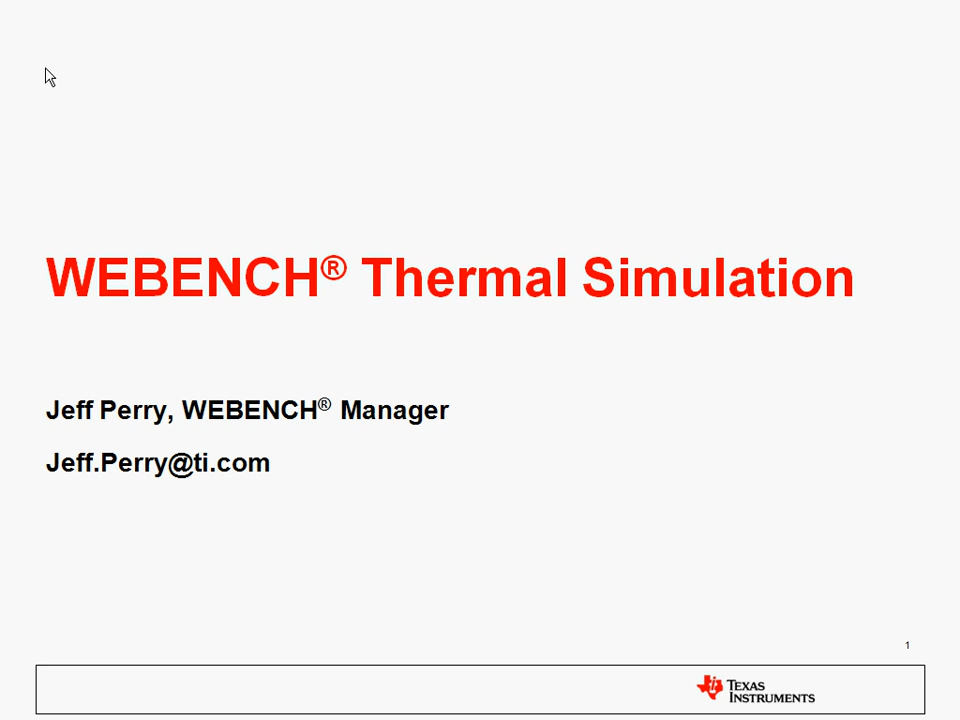 WEBENCH® Thermal Simulation
Jeff Perry, WEBENCH® Manager
Jeff.Perry@ti.com
1
TEXAS
INSTRUMENTS